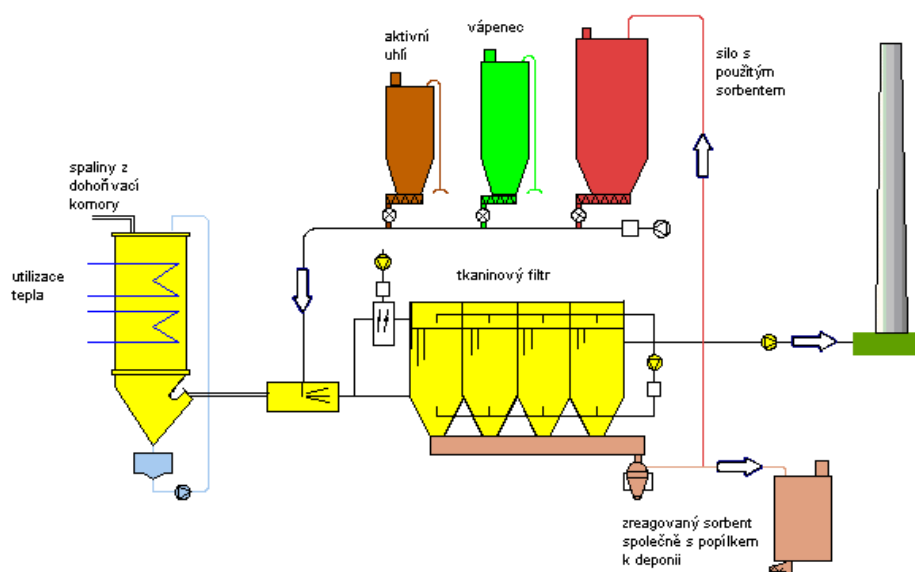 aktivní
uhlí
vápenec
silo s
použitým
sorbentem
spaliny z
dohořívací
komory
utilizace
tepla
tkaninový filtr
zreagovaný sorbent
společně s popílkem
k deponii